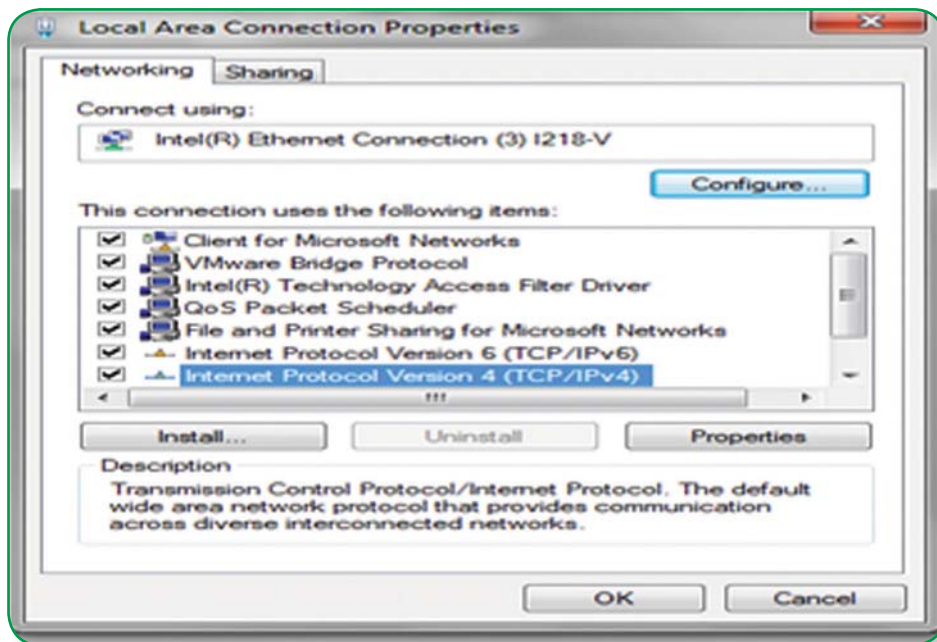 Local Area Connection Properties
Networking
Sharing
Connect using:
Intel(R) Ethernet Connection (3) I218-V
Configure...
This connection uses the following items:
Client for Microsoft Networks
VMware Bridge Protocol
Intel(R) Technology Access Filter Driver
QoS Packet Scheduler
File and Printer Sharing for Microsoft Networks
Internet Protocol Version 6 (TCP/IPv6)
Internet Protocol Version 4 (TCP/IPv4)
Install...
Uninstall
Properties
Description
Transmission Control Protocol/Internet Protocol. The default
wide area network protocol that provides communication
across diverse interconnected networks.
OK
Cancel